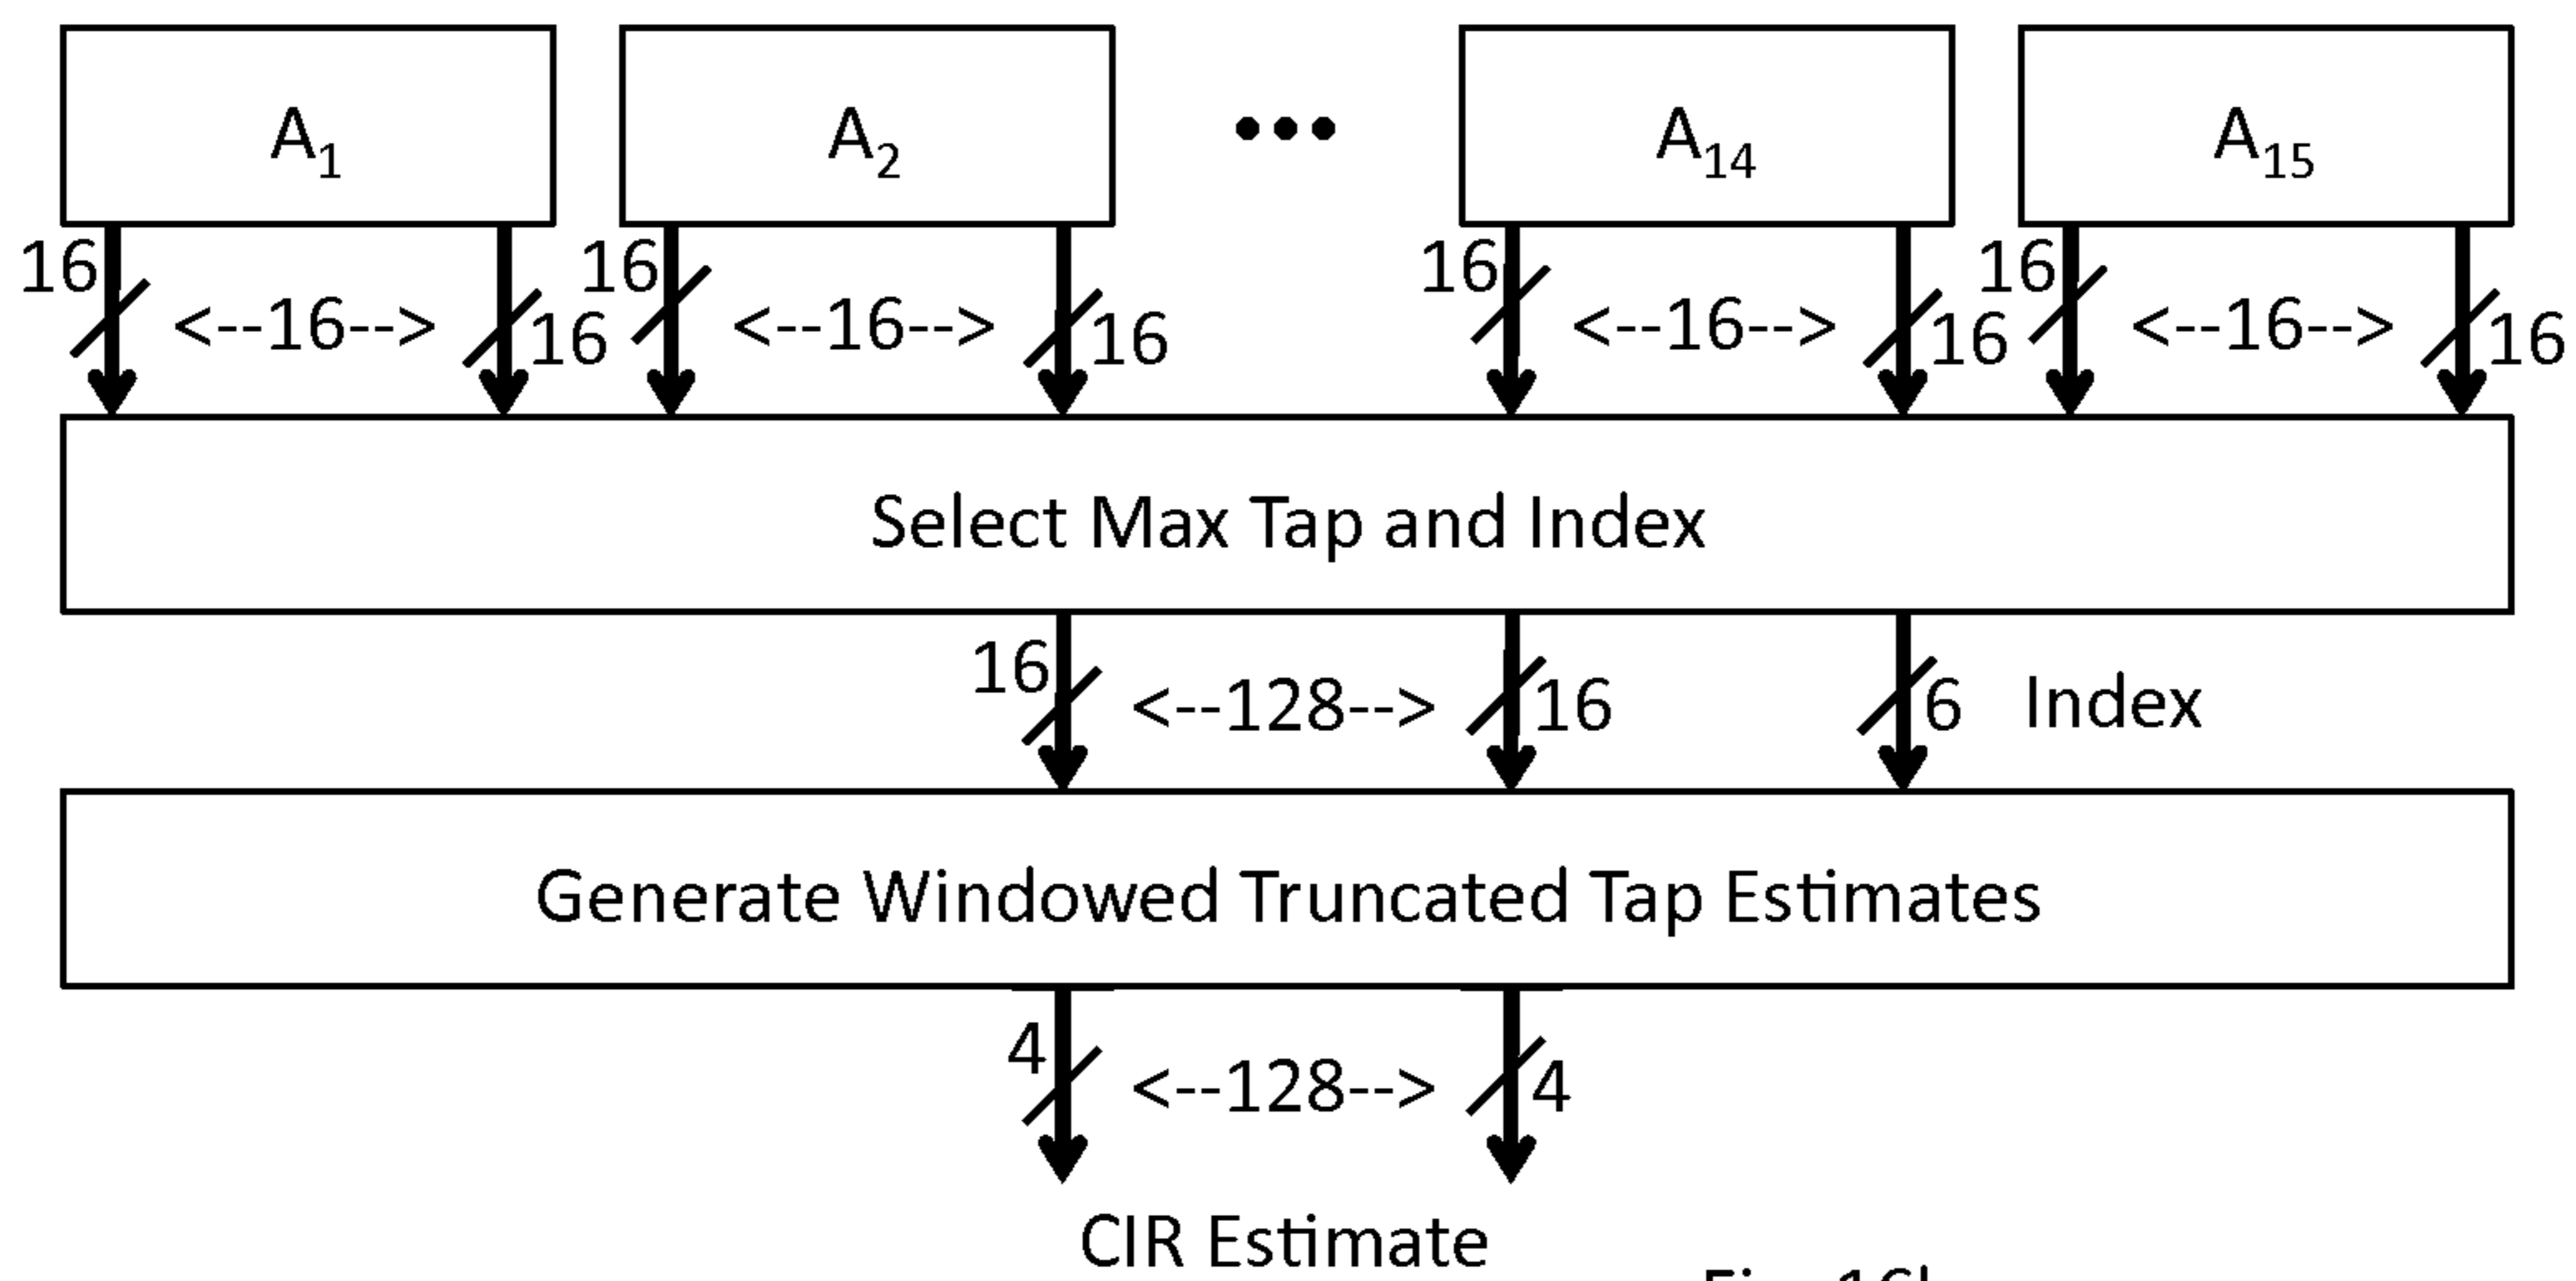 A1 A2 ••• A14 A15
16 <--16--> 16 16 <--16--> 16 16 <--16--> 16 16 <--16--> 16
Select Max Tap and Index
16 <--128--> 16 6 Index
Generate Windowed Truncated Tap Estimates
4 <--128--> 4
CIR Estimate